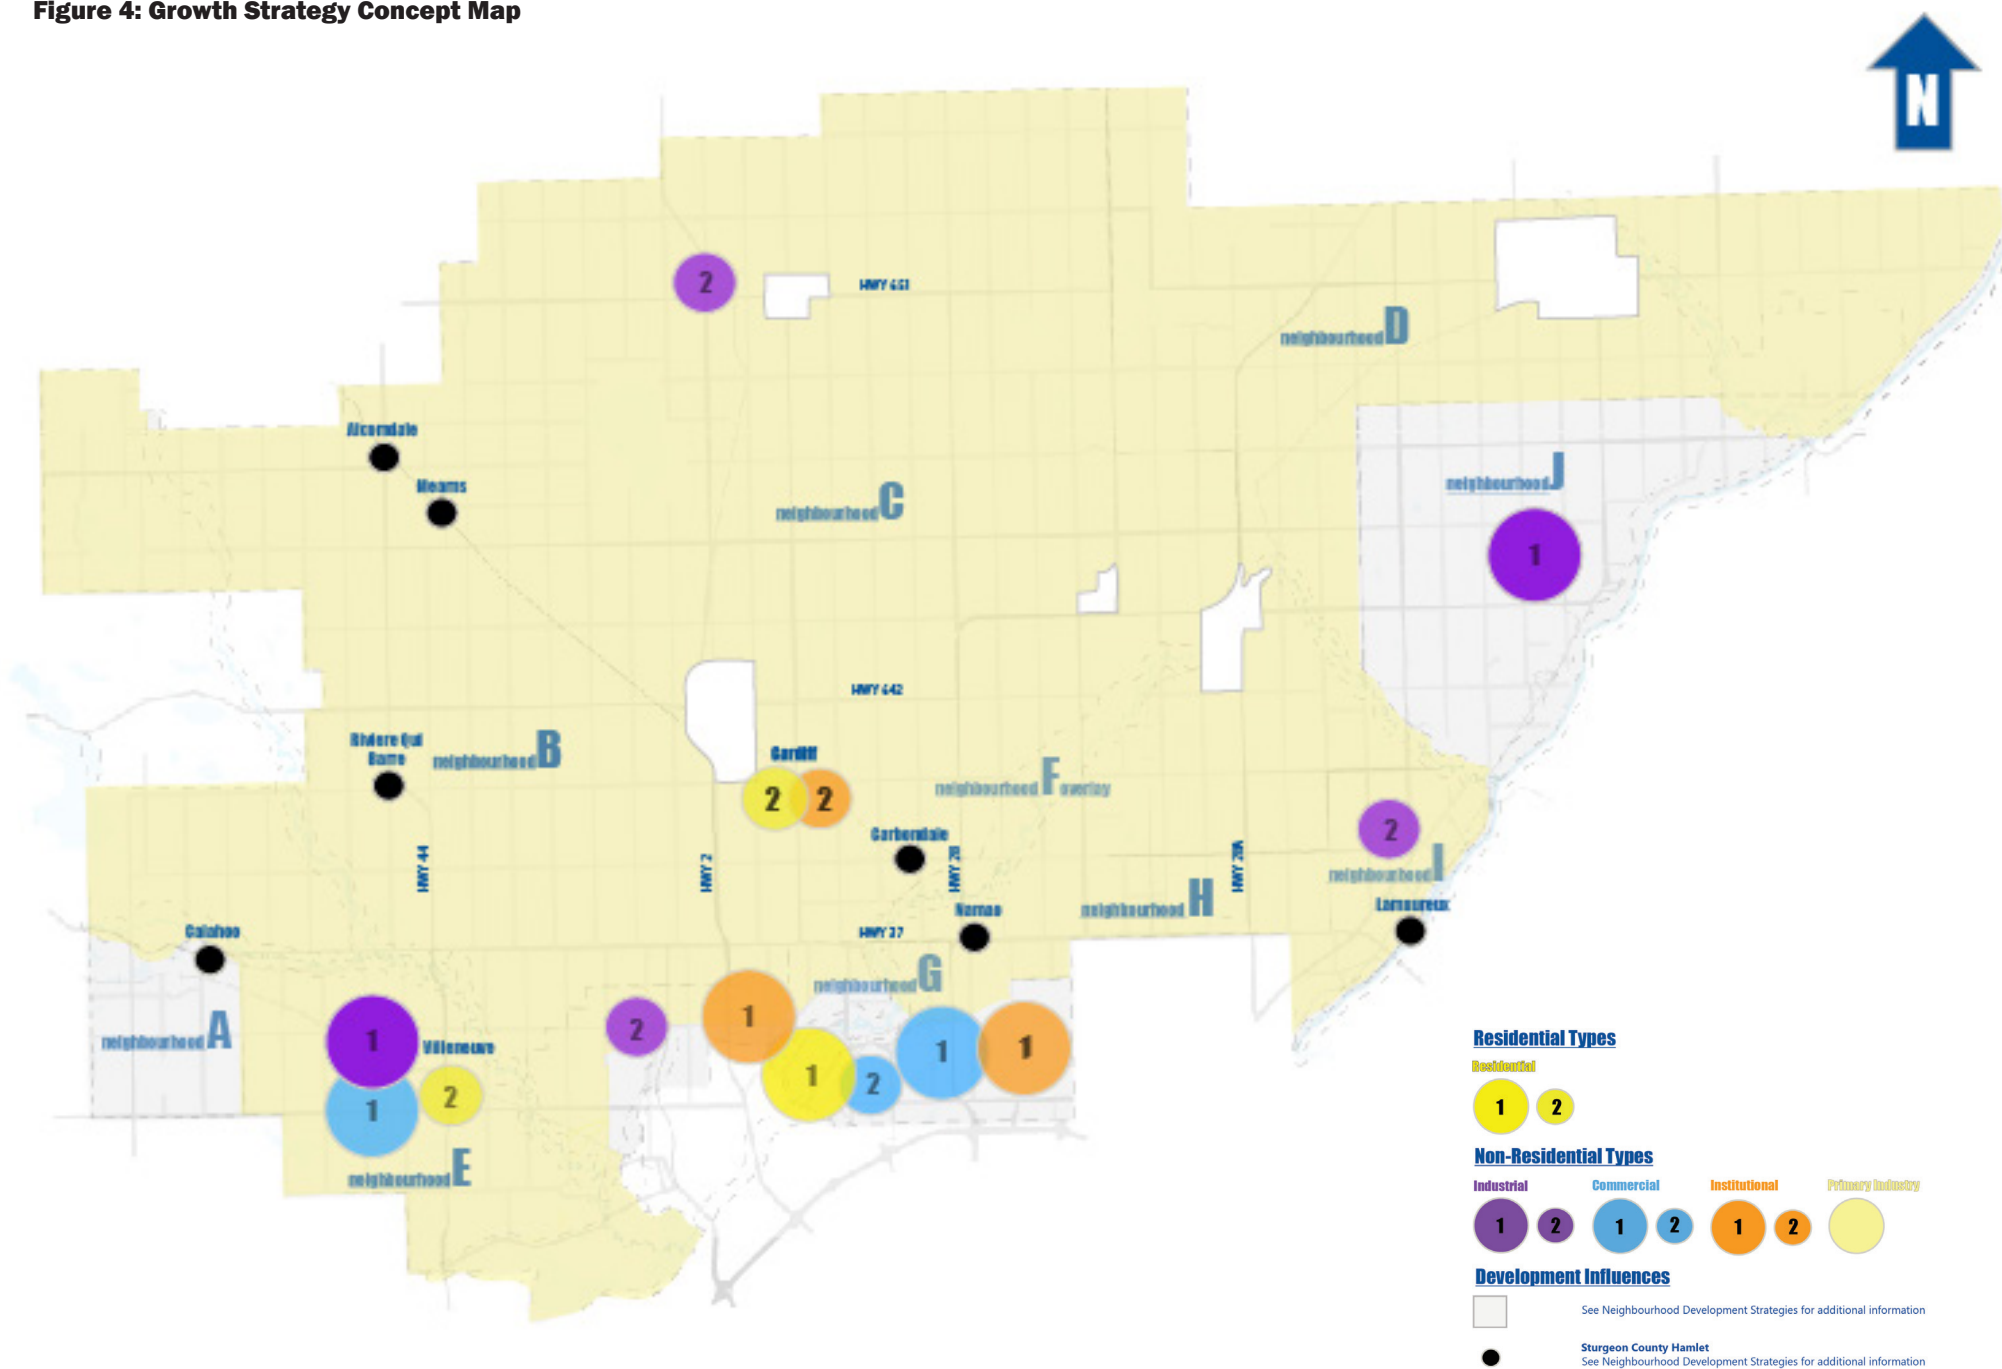 Figure 4: Growth Strategy Concept Map
N
2
HWY 651
neighbourhood D
Alcomdale
Mearns
neighbourhood C
neighbourhood J
1
HWY 642
Riviere Qui
Barre
neighbourhood B
Cardiff
2 2
neighbourhood F overlay
Carbondale
2
HWY 44
HWY 2
HWY 28
HWY 28A
neighbourhood I
neighbourhood H
Lamoureux
Namao
Calahoo
HWY 37
neighbourhood G
neighbourhood A
1
Villeneuve
1
2
2
1
1
2
1
1
neighbourhood E
Residential Types
Residential
1 2
Non-Residential Types
Industrial Commercial Institutional Primary Industry
1 2 1 2 1 2
Development Influences
See Neighbourhood Development Strategies for additional information
Sturgeon County Hamlet
See Neighbourhood Development Strategies for additional information